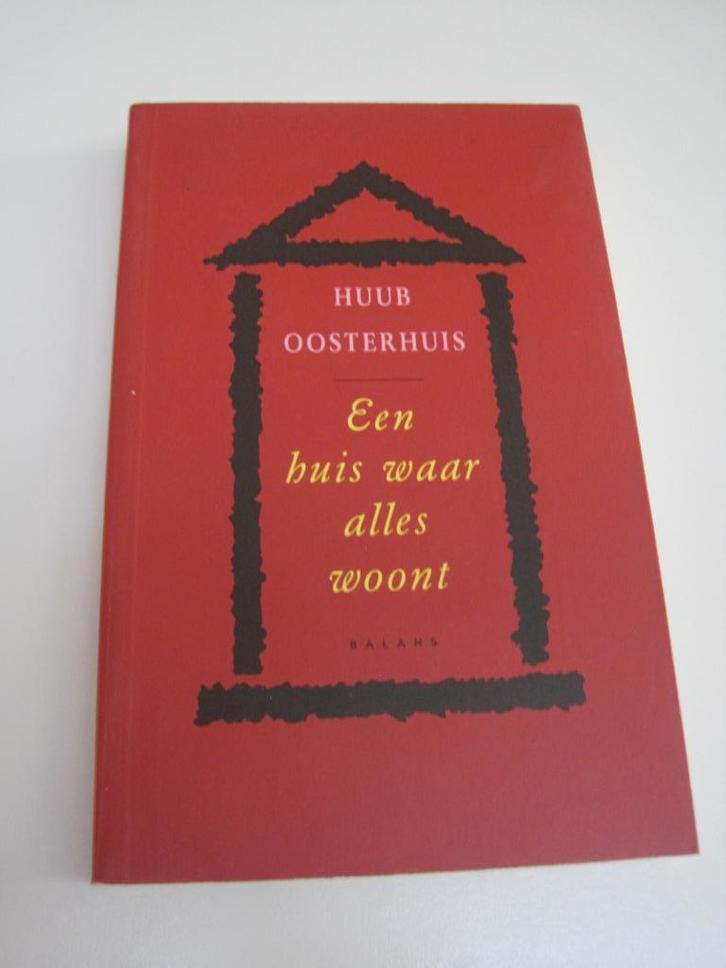 HUUB
OOSTERHUIS
Een
huis waar
alles
woont
BALANS